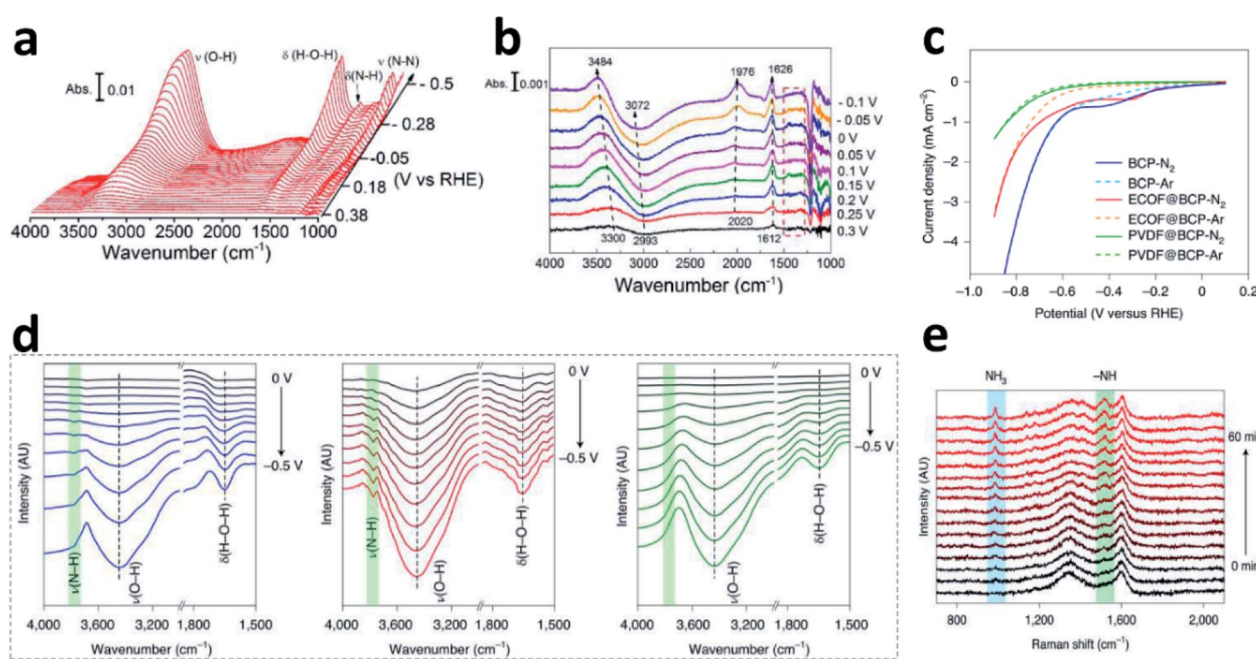 a
ν(O-H)
δ(H-O-H)
ν(N-N)
δ(N-H)
Abs.
0.01
- 0.5
- 0.28
-0.05
0.18
0.38
(V vs RHE)
4000 3500 3000 2500 2000 1500 1000
Wavenumber (cm⁻¹)
b
Abs.
0.001
3484
3072
1976
1626
- 0.1 V
- 0.05 V
0 V
0.05 V
0.1 V
0.15 V
0.2 V
0.25 V
0.3 V
3300
2993
2020
1612
4000 3500 3000 2500 2000 1500 1000
Wavenumber (cm⁻¹)
c
Current density (mA cm⁻²)
0
–1
–2
–3
–4
BCP-N₂
BCP-Ar
ECOF@BCP-N₂
ECOF@BCP-Ar
PVDF@BCP-N₂
PVDF@BCP-Ar
–1.0 –0.8 –0.6 –0.4 –0.2 0 0.2
Potential (V versus RHE)
d
Intensity (AU)
0 V
–0.5 V
ν(N–H)
ν(O–H)
δ(H–O–H)
4,000 3,600 3,200 1,800 1,500
Wavenumber (cm⁻¹)
Intensity (AU)
0 V
–0.5 V
ν(N–H)
ν(O–H)
δ(H–O–H)
4,000 3,600 3,200 1,800 1,500
Wavenumber (cm⁻¹)
Intensity (AU)
0 V
–0.5 V
ν(O–H)
δ(H–O–H)
4,000 3,600 3,200 1,800 1,500
Wavenumber (cm⁻¹)
e
NH₃
–NH
Intensity (AU)
60 min
0 min
800 1,200 1,600 2,000
Raman shift (cm⁻¹)